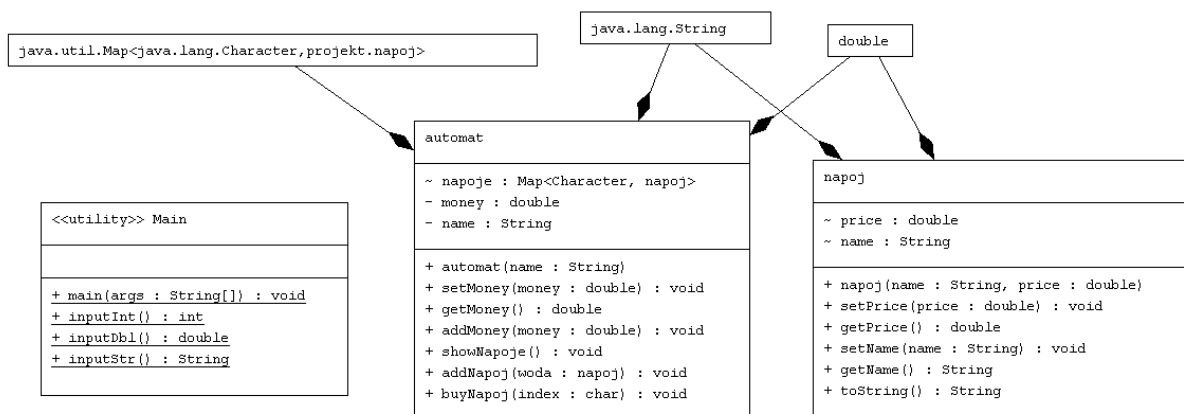 java.util.Map<java.lang.Character,projekt.napoj>
java.lang.String
double
<<utility>> Main
+ main(args : String[]) : void
+ inputInt() : int
+ inputDbl() : double
+ inputStr() : String
automat
~ napoje : Map<Character, napoj>
- money : double
- name : String
+ automat(name : String)
+ setMoney(money : double) : void
+ getMoney() : double
+ addMoney(money : double) : void
+ showNapoje() : void
+ addNapoj(woda : napoj) : void
+ buyNapoj(index : char) : void
napoj
~ price : double
~ name : String
+ napoj(name : String, price : double)
+ setPrice(price : double) : void
+ getPrice() : double
+ setName(name : String) : void
+ getName() : String
+ toString() : String